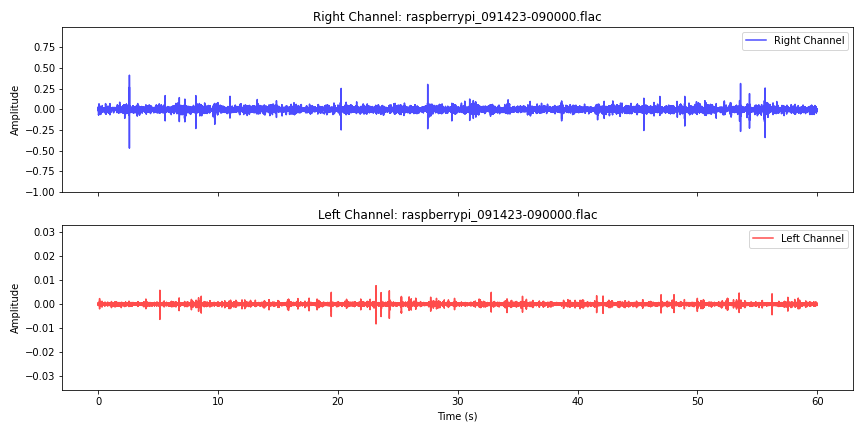 Right Channel: raspberrypi_091423-090000.flac
Right Channel
Amplitude
0.75
0.50
0.25
0.00
−0.25
−0.50
−0.75
−1.00
Left Channel: raspberrypi_091423-090000.flac
Left Channel
Amplitude
0.03
0.02
0.01
0.00
−0.01
−0.02
−0.03
0 10 20 30 40 50 60
Time (s)